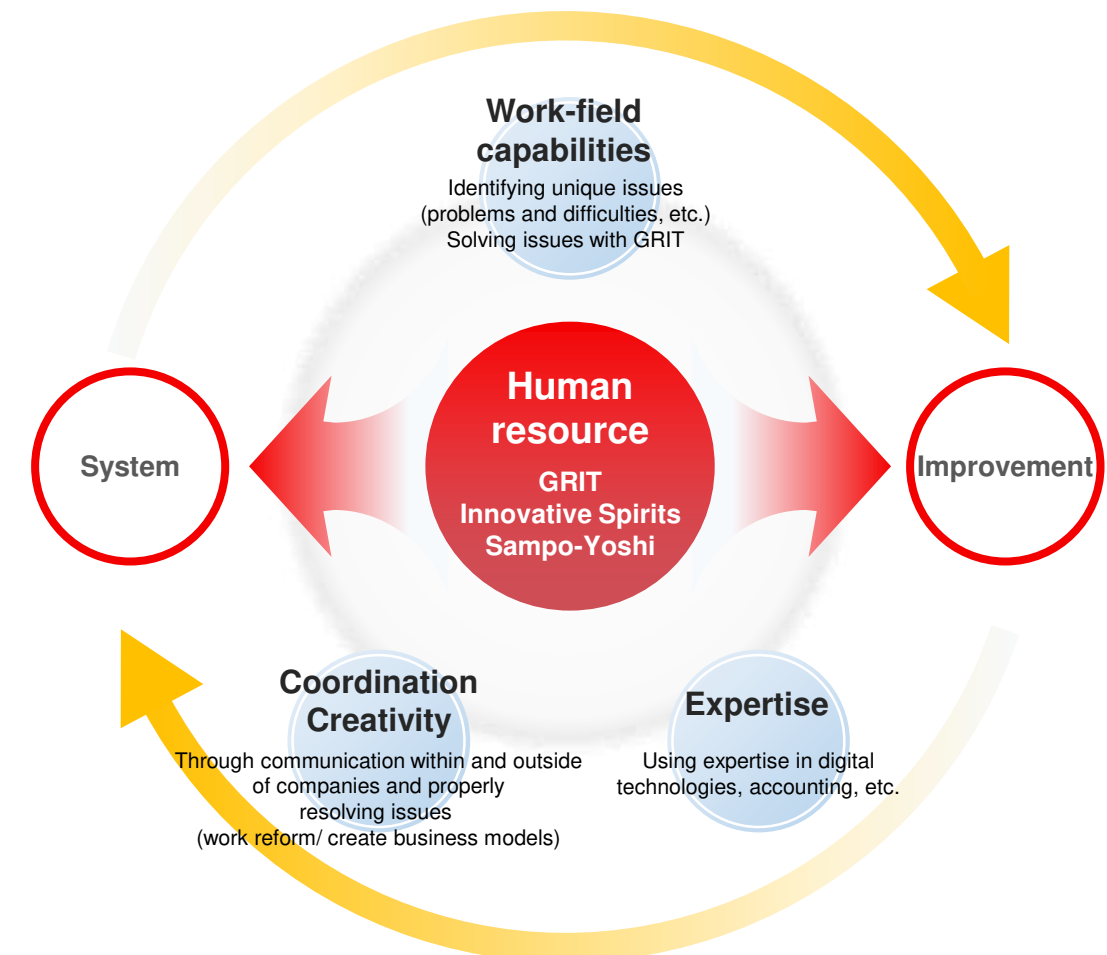 Work-field
capabilities
Identifying unique issues
(problems and difficulties, etc.)
Solving issues with GRIT
Human
resource
GRIT
Innovative Spirits
Sampo-Yoshi
System
Improvement
Coordination
Creativity
Through communication within and outside
of companies and properly
resolving issues
(work reform/ create business models)
Expertise
Using expertise in digital
technologies, accounting, etc.